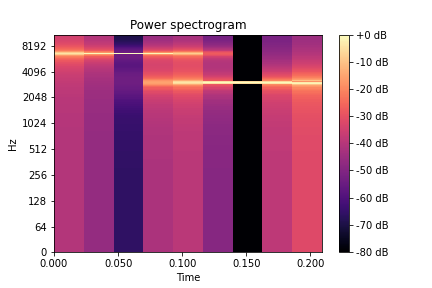 Power spectrogram
8192
4096
2048
1024
512
256
128
64
0
Hz
0.000 0.050 0.100 0.150 0.200
Time
+0 dB
-10 dB
-20 dB
-30 dB
-40 dB
-50 dB
-60 dB
-70 dB
-80 dB